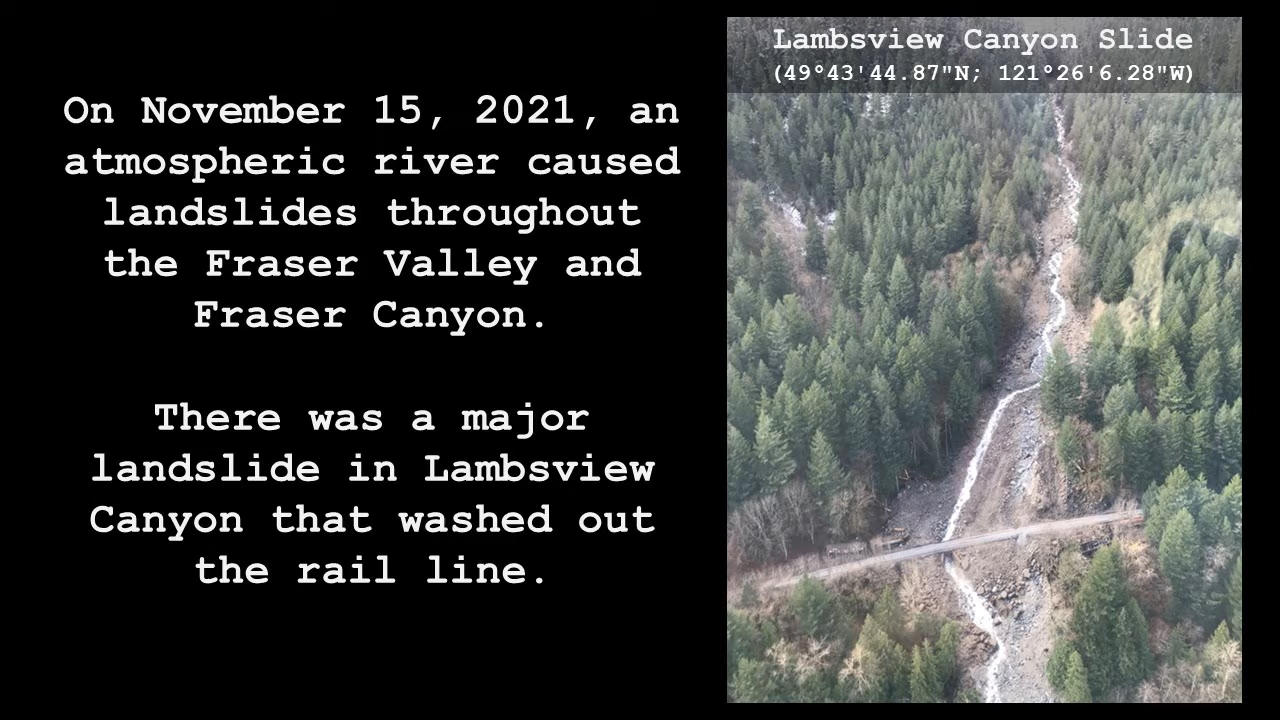 On November 15, 2021, an
atmospheric river caused
landslides throughout
the Fraser Valley and
Fraser Canyon.
There was a major
landslide in Lambsview
Canyon that washed out
the rail line.
Lambsview Canyon Slide
(49°43'44.87"N; 121°26'6.28"W)